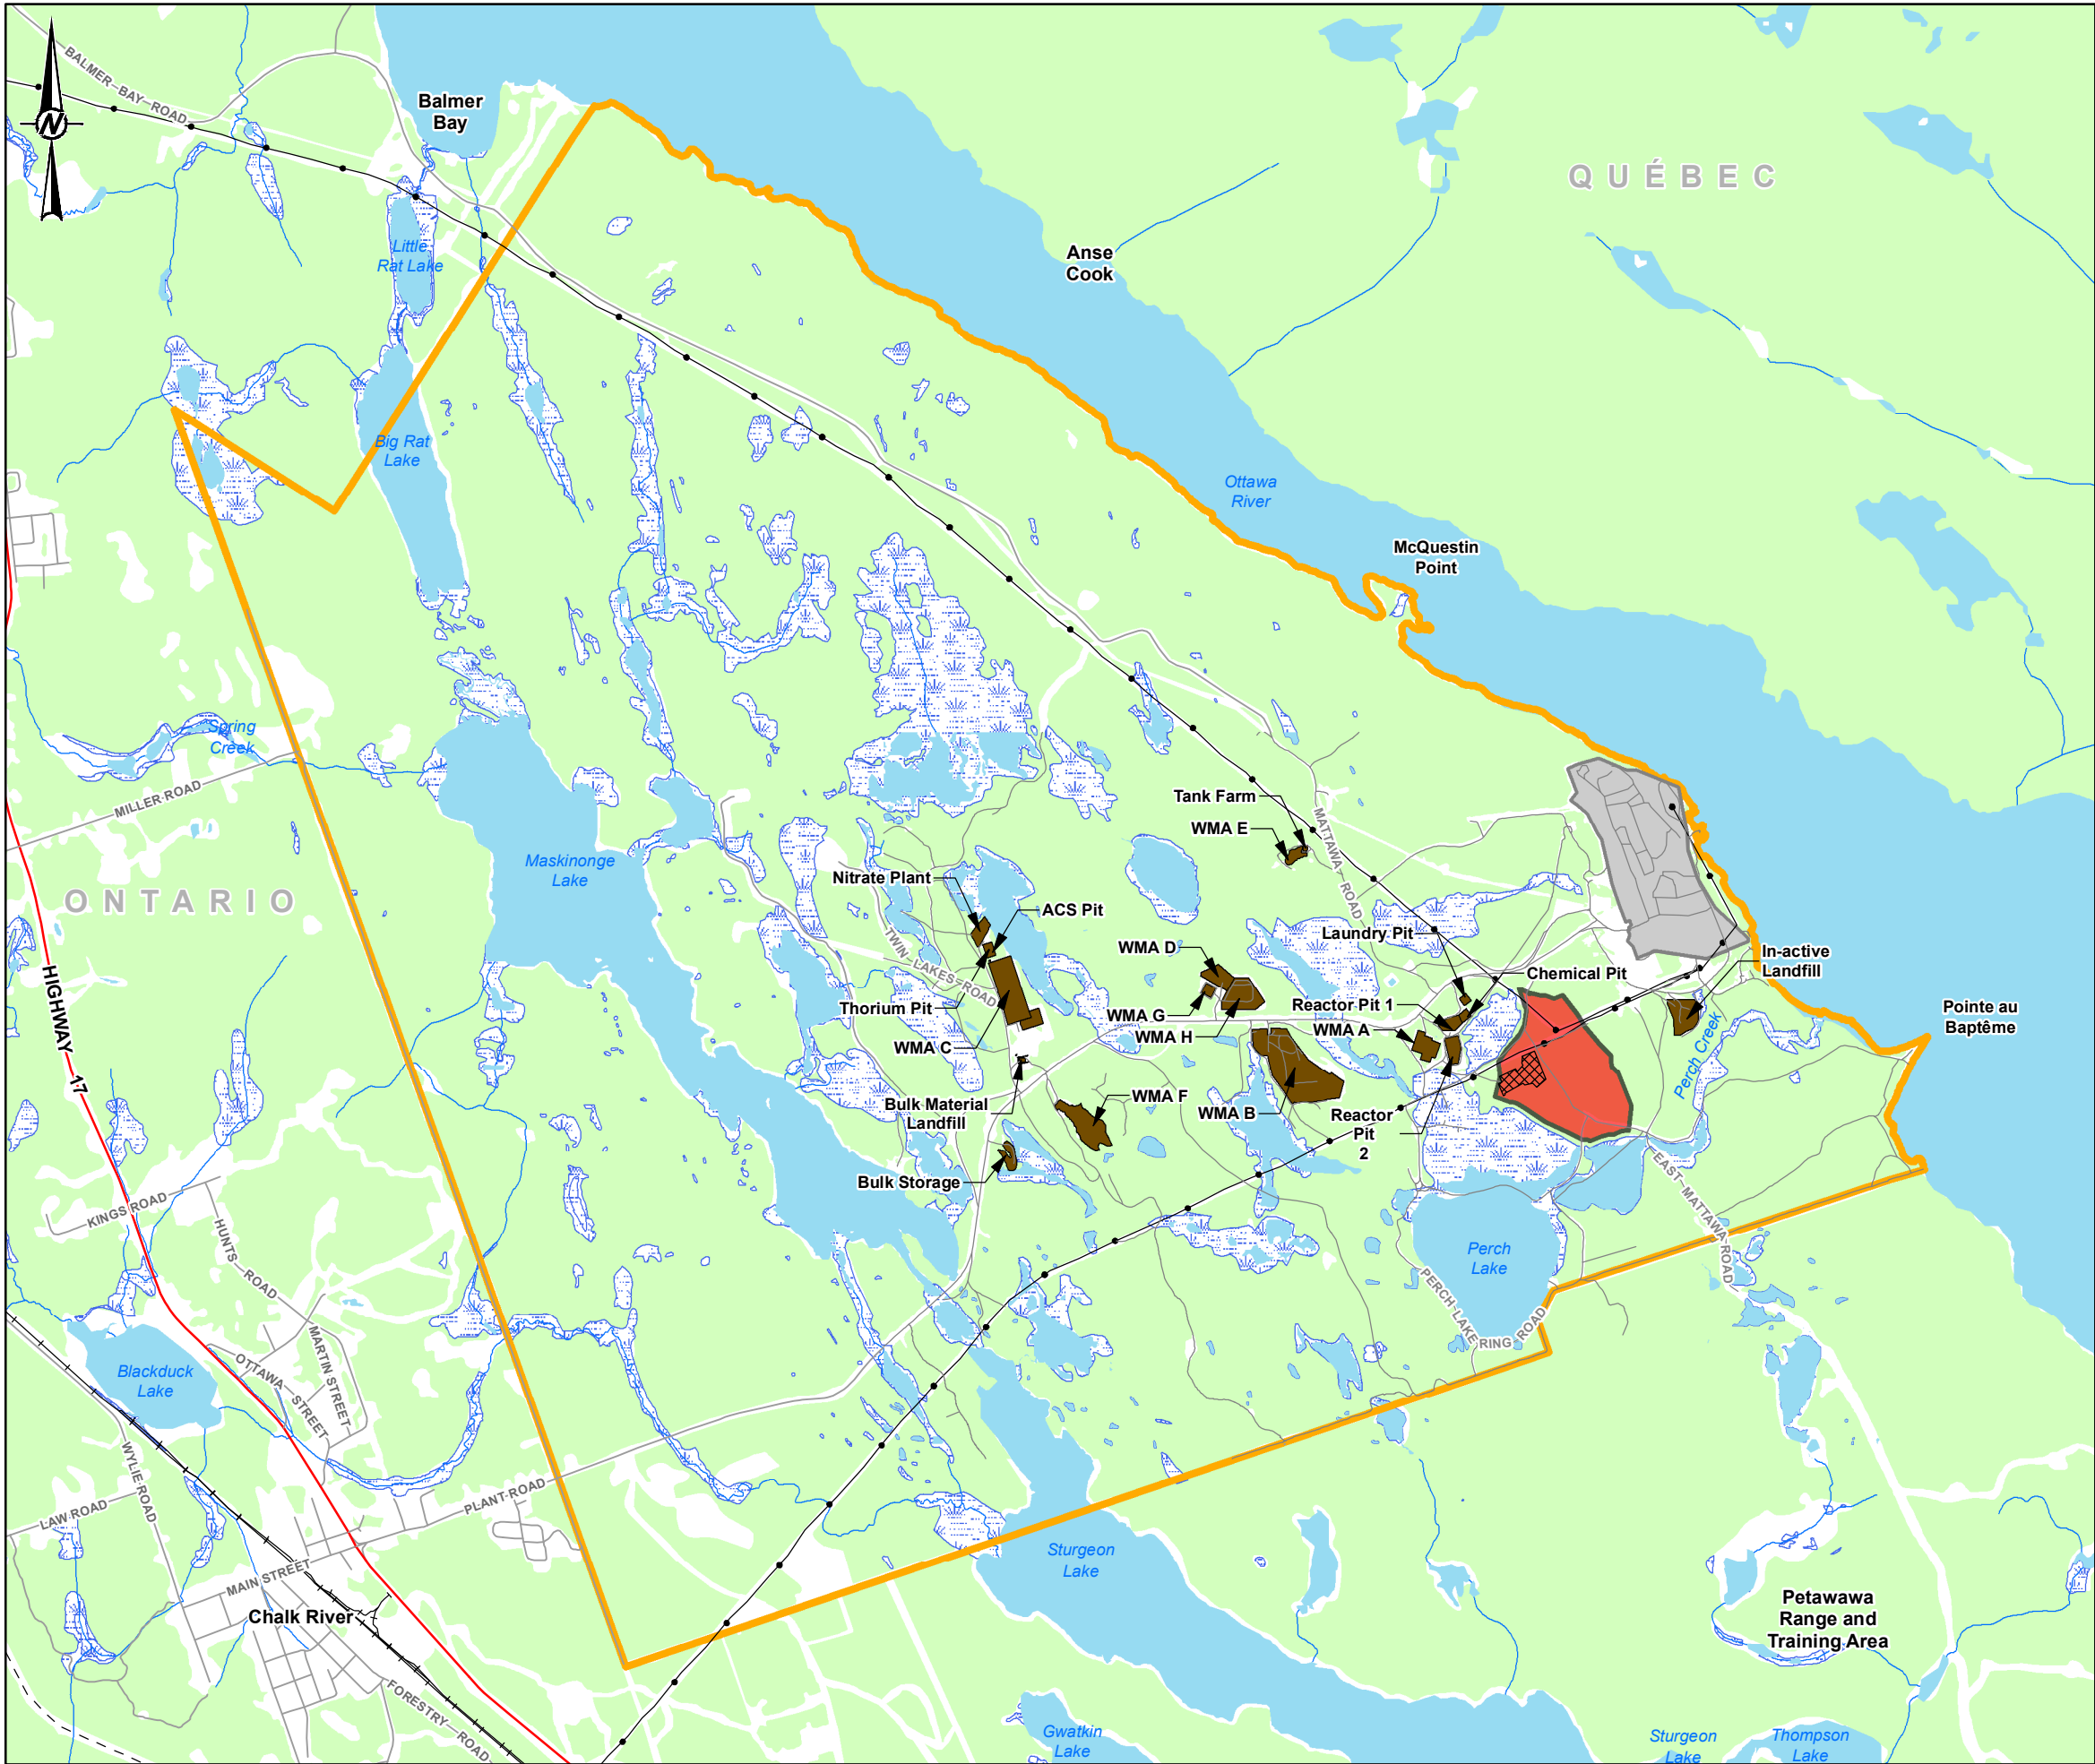 BALMER BAY ROAD
N
Balmer
Bay
QUÉBEC
Little
Rat Lake
Anse
Cook
Big Rat
Lake
Ottawa
River
McQuestin
Point
Spring
Creek
MILLER ROAD
Tank Farm
WMA E
MATTAWA ROAD
Maskinonge
Lake
ONTARIO
Nitrate Plant
ACS Pit
TWIN LAKES ROAD
Laundry Pit
WMA D
In-active
Landfill
Chemical Pit
Thorium Pit
Reactor Pit 1
WMA G
WMA A
WMA H
Pointe au
Baptême
HIGHWAY 17
WMA C
Perch Creek
Bulk Material
Landfill
WMA F
WMA B
Reactor
Pit
2
Bulk Storage
EAST MATTAWA ROAD
KINGS ROAD
HUNTS ROAD
Perch
Lake
PERCH LAKE RING ROAD
MARTIN STREET
OTTAWA STREET
Blackduck
Lake
WYLIE ROAD
PLANT ROAD
LAW ROAD
MAIN STREET
Sturgeon
Lake
Chalk River
Petawawa
Range and
Training Area
FORESTRY ROAD
Gwatkin
Lake
Sturgeon
Lake
Thompson
Lake